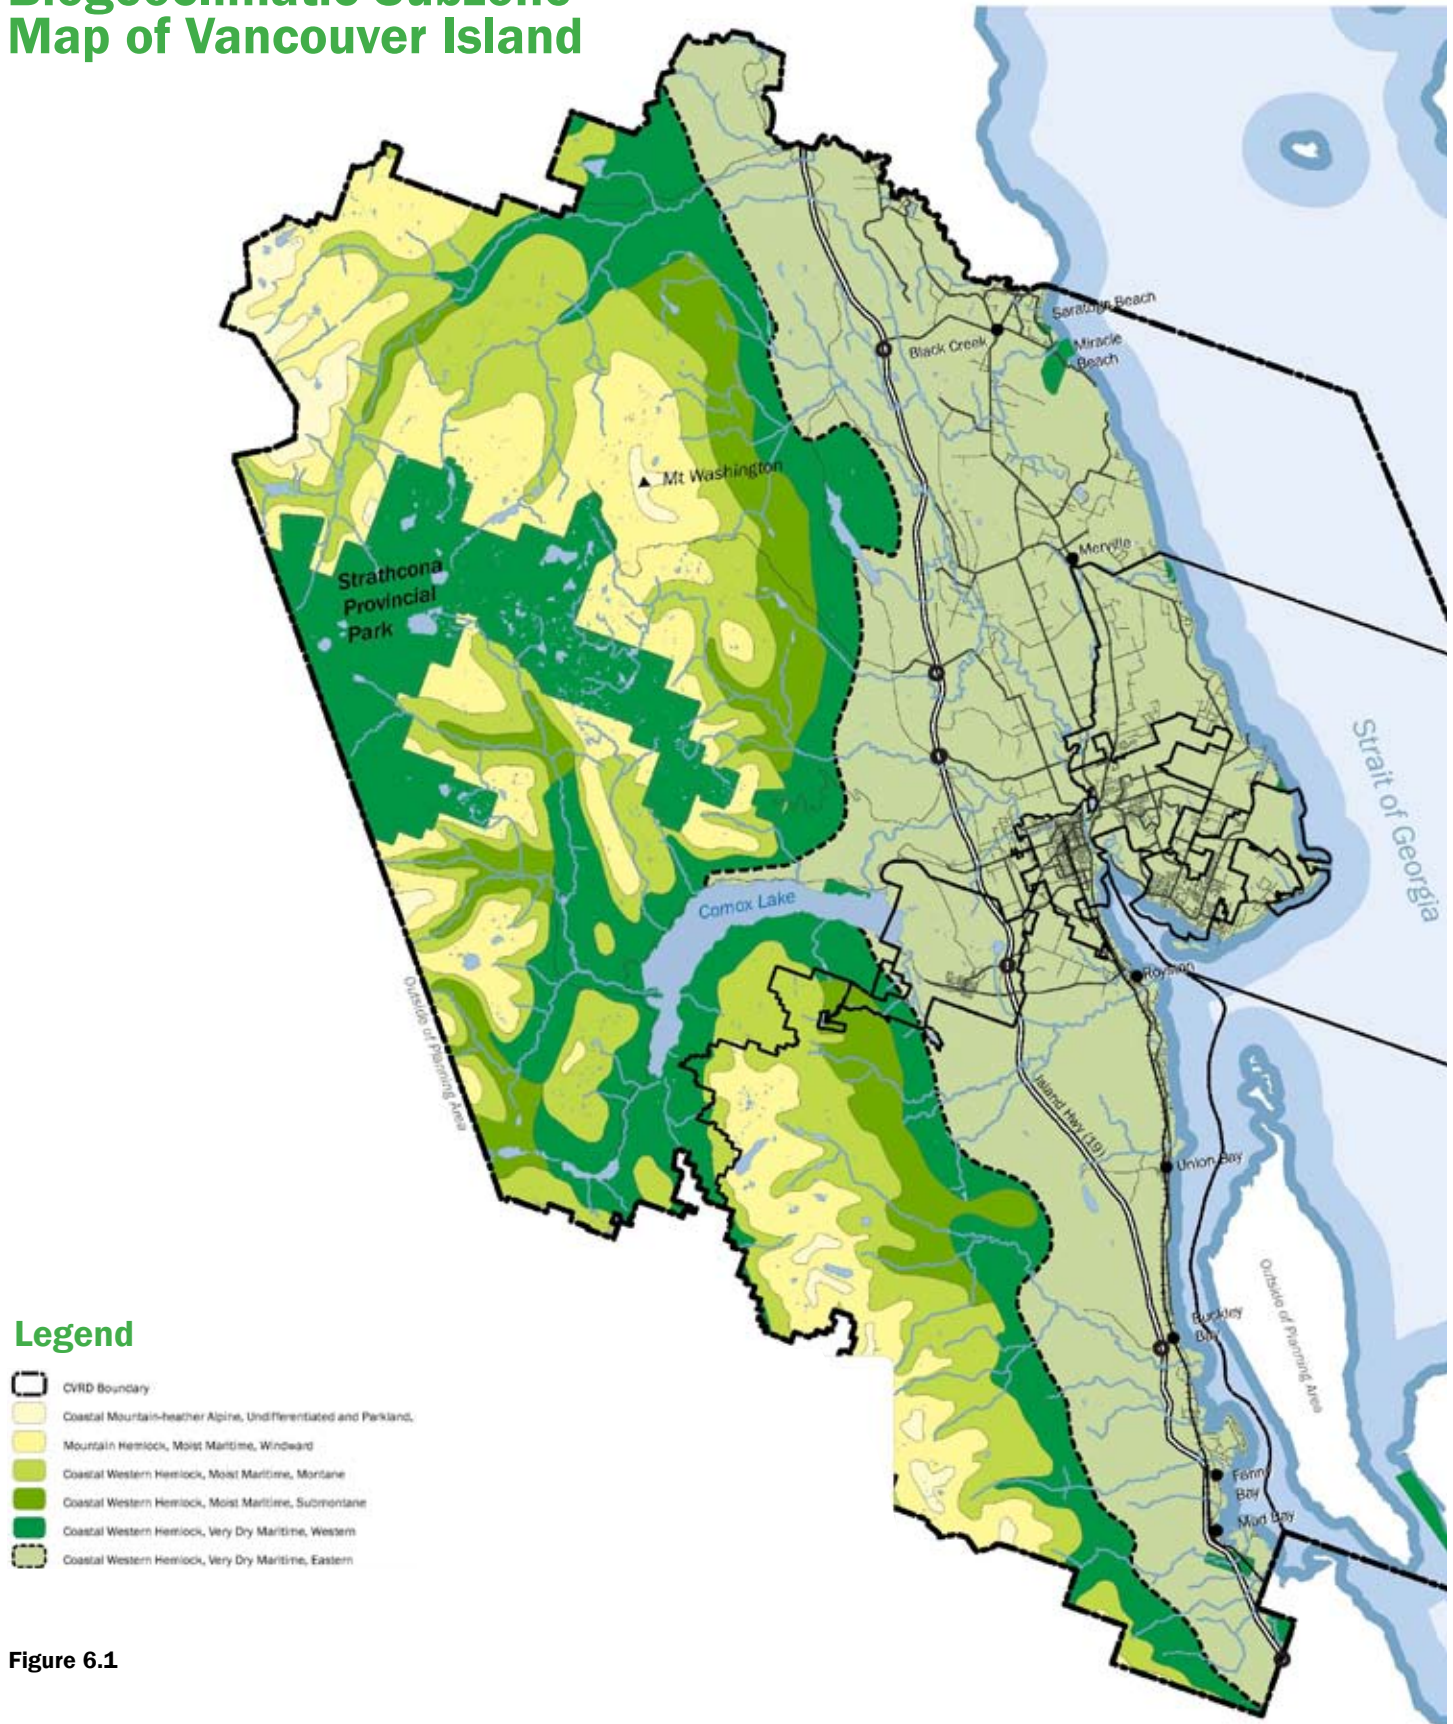 Biogeoclimatic Subzone
Map of Vancouver Island
Saratoga Beach
Black Creek
Miracle
Beach
Mt Washington
Merville
Strathcona
Provincial
Park
Strait of Georgia
Comox Lake
Royston
Outside of Planning Area
Island Hwy (19)
Union Bay
Outside of Planning Area
Buckley
Bay
Fanny
Bay
Mud Bay
Legend
CVRD Boundary
Coastal Mountain-heather Alpine, Undifferentiated and Parkland,
Mountain Hemlock, Moist Maritime, Windward
Coastal Western Hemlock, Moist Maritime, Montane
Coastal Western Hemlock, Moist Maritime, Submontane
Coastal Western Hemlock, Very Dry Maritime, Western
Coastal Western Hemlock, Very Dry Maritime, Eastern
Figure 6.1